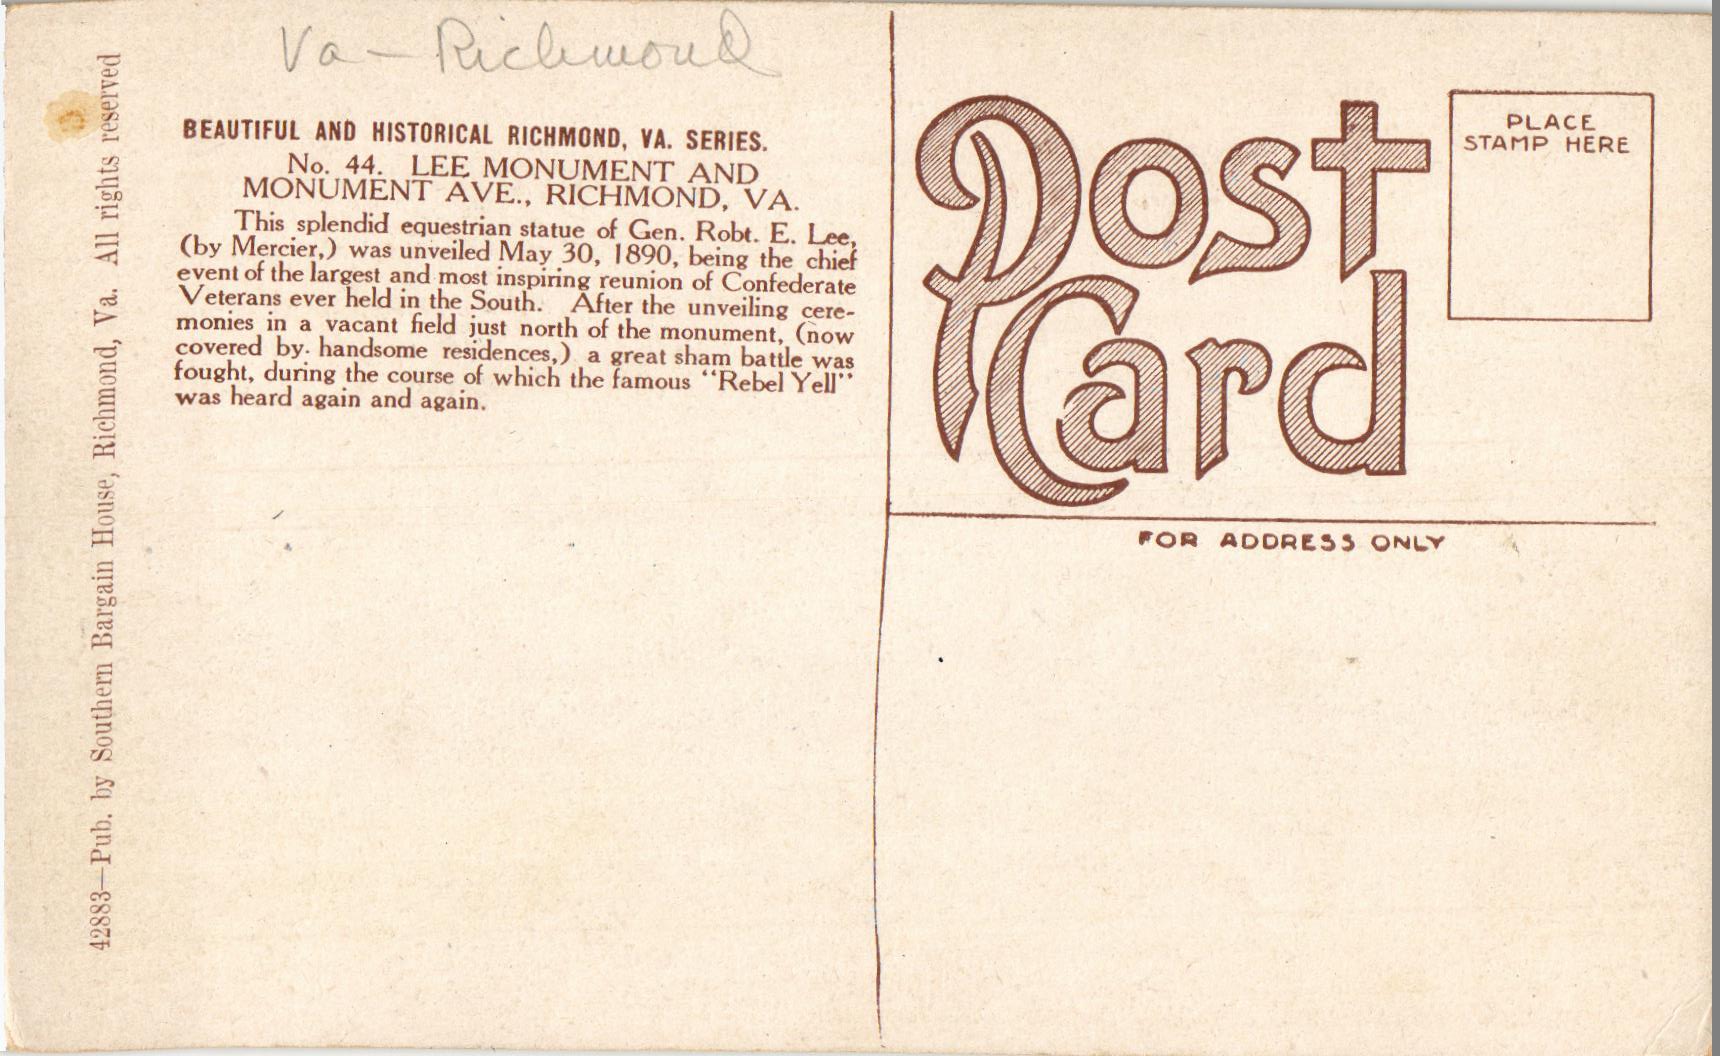 Va – Richmond
BEAUTIFUL AND HISTORICAL RICHMOND, VA. SERIES.
No. 44. LEE MONUMENT AND
MONUMENT AVE., RICHMOND, VA.
This splendid equestrian statue of Gen. Robt. E. Lee,
(by Mercier,) was unveiled May 30, 1890, being the chief
event of the largest and most inspiring reunion of Confederate
Veterans ever held in the South. After the unveiling cere-
monies in a vacant field just north of the monument, (now
covered by handsome residences,) a great sham battle was
fought, during the course of which the famous "Rebel Yell"
was heard again and again.
42883—Pub. by Southern Bargain House, Richmond, Va. All rights reserved
Post
Card
PLACE
STAMP HERE
FOR ADDRESS ONLY